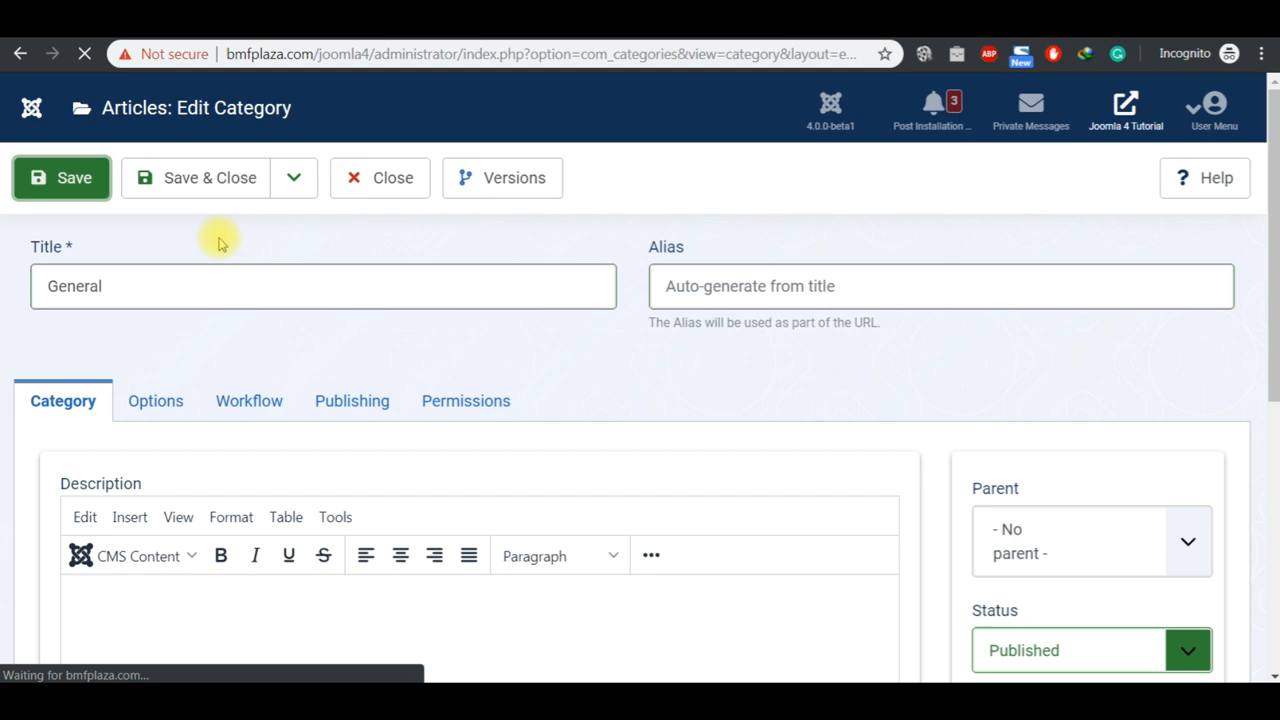 Not secure | bmfplaza.com/joomla4/administrator/index.php?option=com_categories&view=category&layout=e...
ABP
New
Incognito
Articles: Edit Category
4.0.0-beta1
3
Post Installation ...
Private Messages
Joomla 4 Tutorial
User Menu
Save
Save & Close
Close
Versions
? Help
Title *
Alias
General
Auto-generate from title
The Alias will be used as part of the URL.
Category
Options
Workflow
Publishing
Permissions
Description
Edit Insert View Format Table Tools
CMS Content B I U S Paragraph ...
Parent
- No
parent -
Status
Published
Waiting for bmfplaza.com...